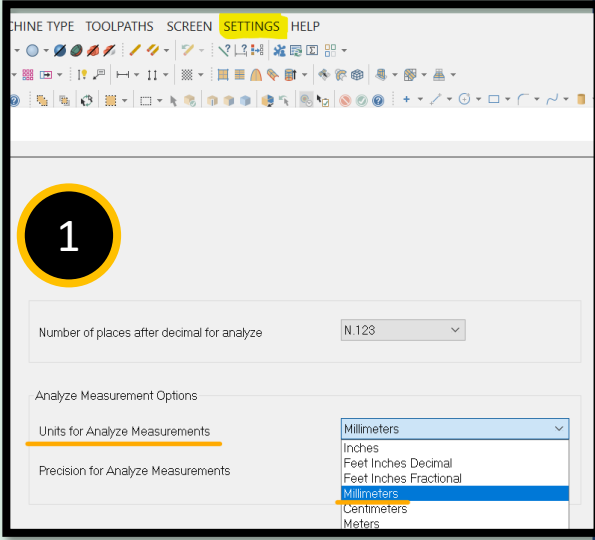 CHINE TYPE TOOLPATHS SCREEN SETTINGS HELP
1
Number of places after decimal for analyze N.123
Analyze Measurement Options
Units for Analyze Measurements Millimeters
Inches
Feet Inches Decimal
Precision for Analyze Measurements Feet Inches Fractional
Millimeters
Centimeters
Meters